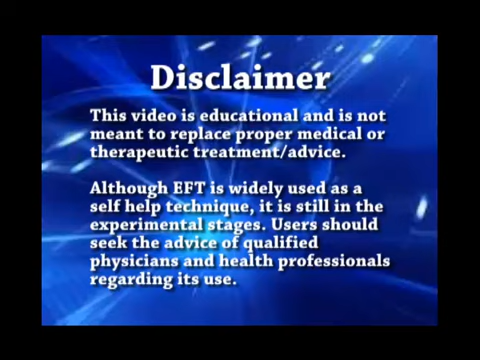 Disclaimer
This video is educational and is not
meant to replace proper medical or
therapeutic treatment/advice.
Although EFT is widely used as a
self help technique, it is still in the
experimental stages. Users should
seek the advice of qualified
physicians and health professionals
regarding its use.